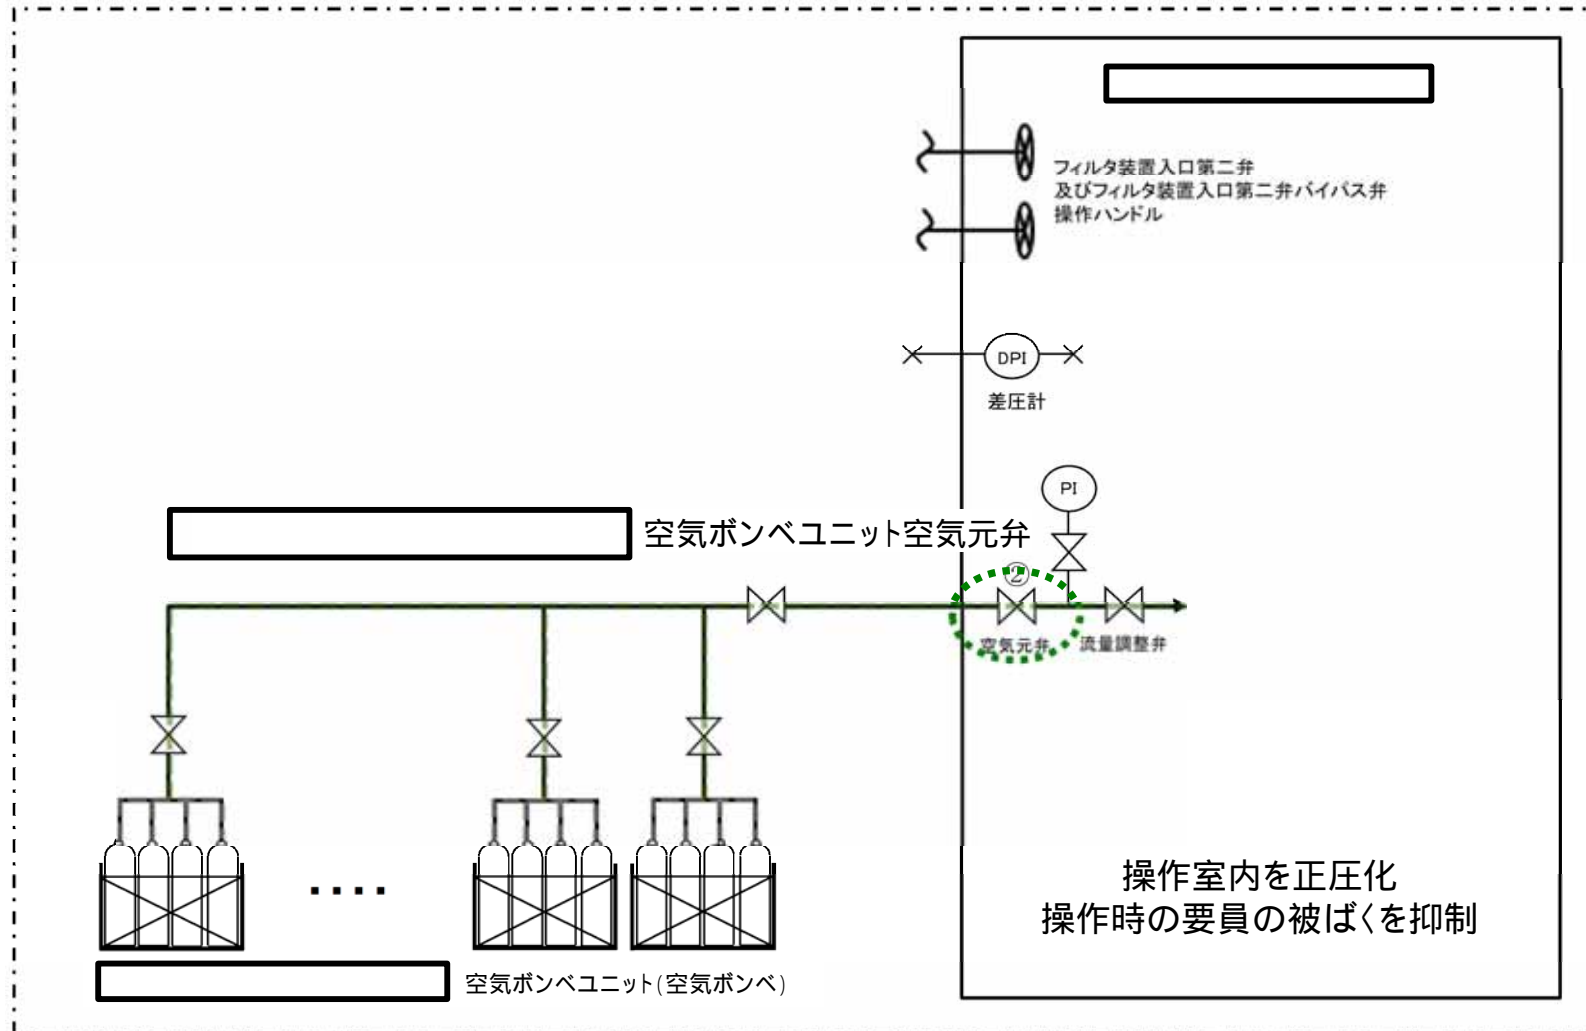 フィルタ装置入口第二弁
及びフィルタ装置入口第二弁バイパス弁
操作ハンドル
DPI
差圧計
PI
空気ボンベユニット空気元弁
②
空気元弁
流量調整弁
操作室内を正圧化
操作時の要員の被ばくを抑制
空気ボンベユニット(空気ボンベ)